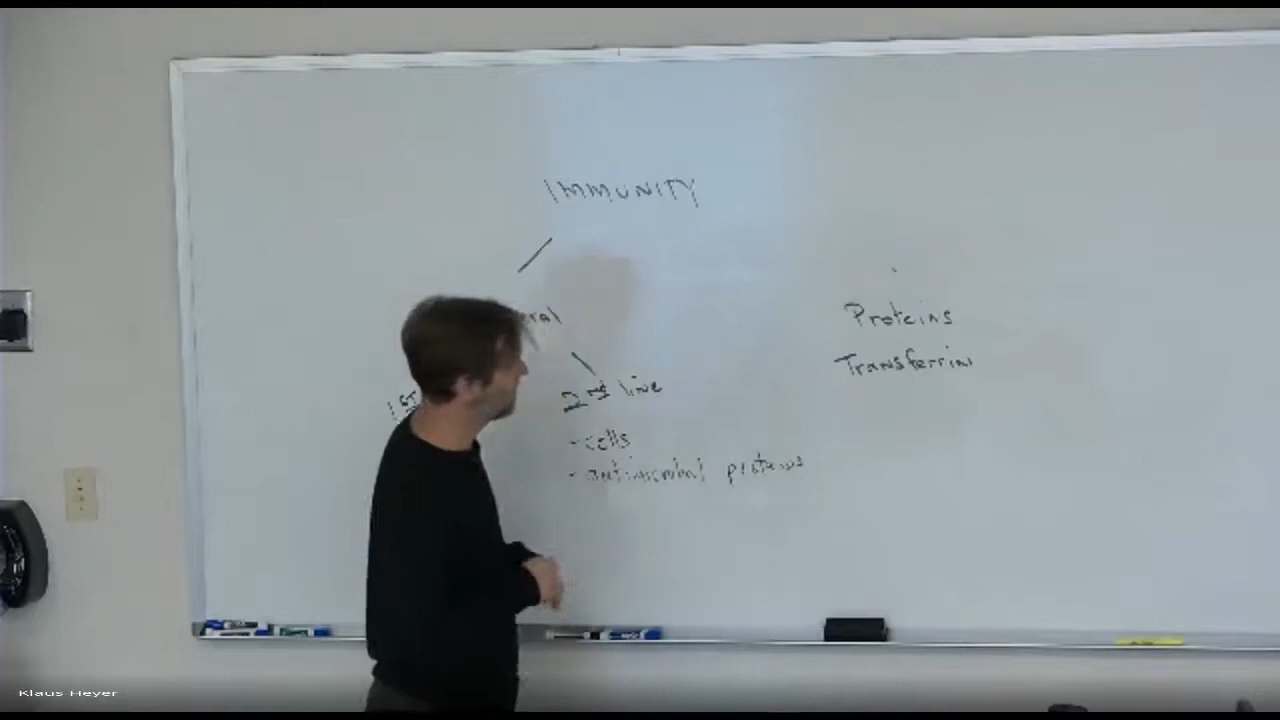 IMMUNITY
ral
Proteins
Transferrin
1ST
2nd line
- cells
- antimicrobial proteins
Klaus Heyer